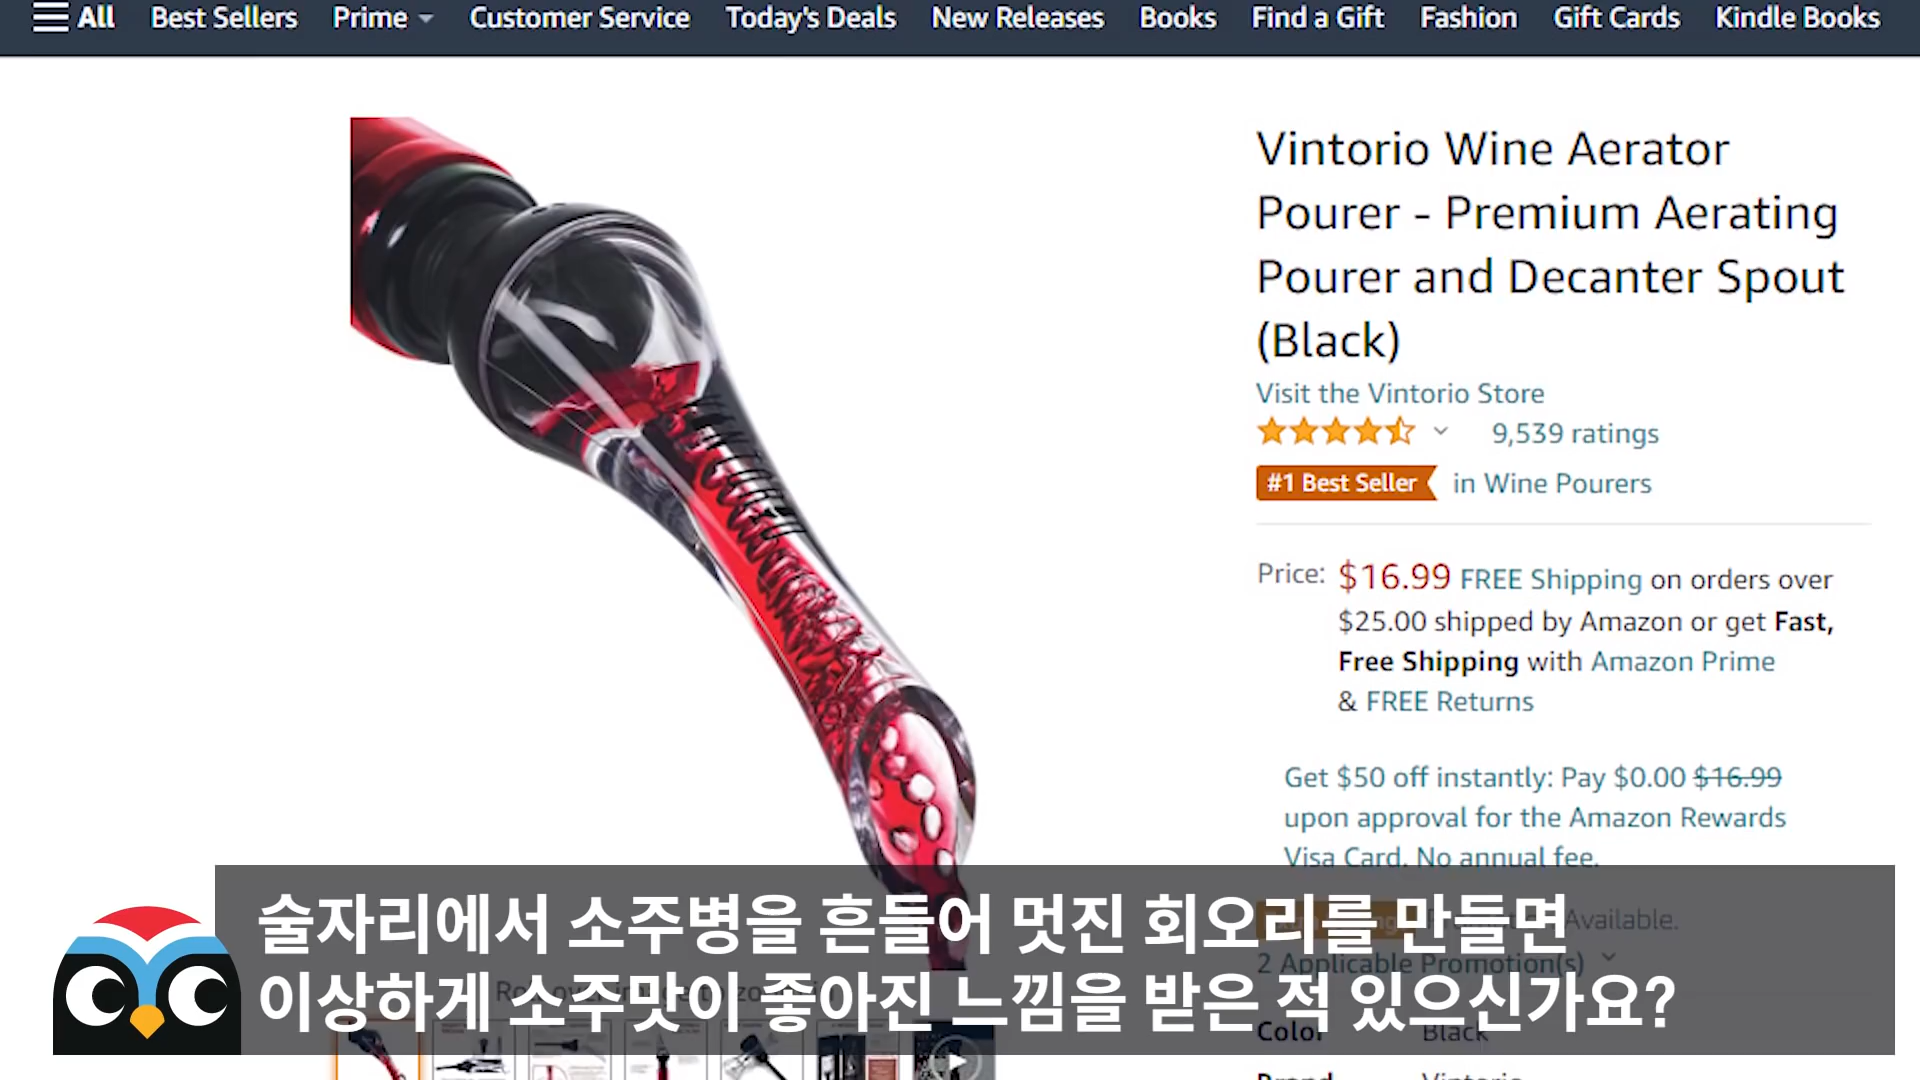 All Best Sellers Prime Customer Service Today's Deals New Releases Books Find a Gift Fashion Gift Cards Kindle Books
Vintorio Wine Aerator
Pourer - Premium Aerating
Pourer and Decanter Spout
(Black)
Visit the Vintorio Store
9,539 ratings
#1 Best Seller in Wine Pourers
Price: $16.99 FREE Shipping on orders over
$25.00 shipped by Amazon or get Fast,
Free Shipping with Amazon Prime
& FREE Returns
Get $50 off instantly: Pay $0.00 $16.99
upon approval for the Amazon Rewards
Visa Card. No annual fee.
Available.
2 Applicable Promotion(s)
술자리에서 소주병을 흔들어 멋진 회오리를 만들면
이상하게 소주맛이 좋아진 느낌을 받은 적 있으신가요?
Color Black
Brand Vintorio